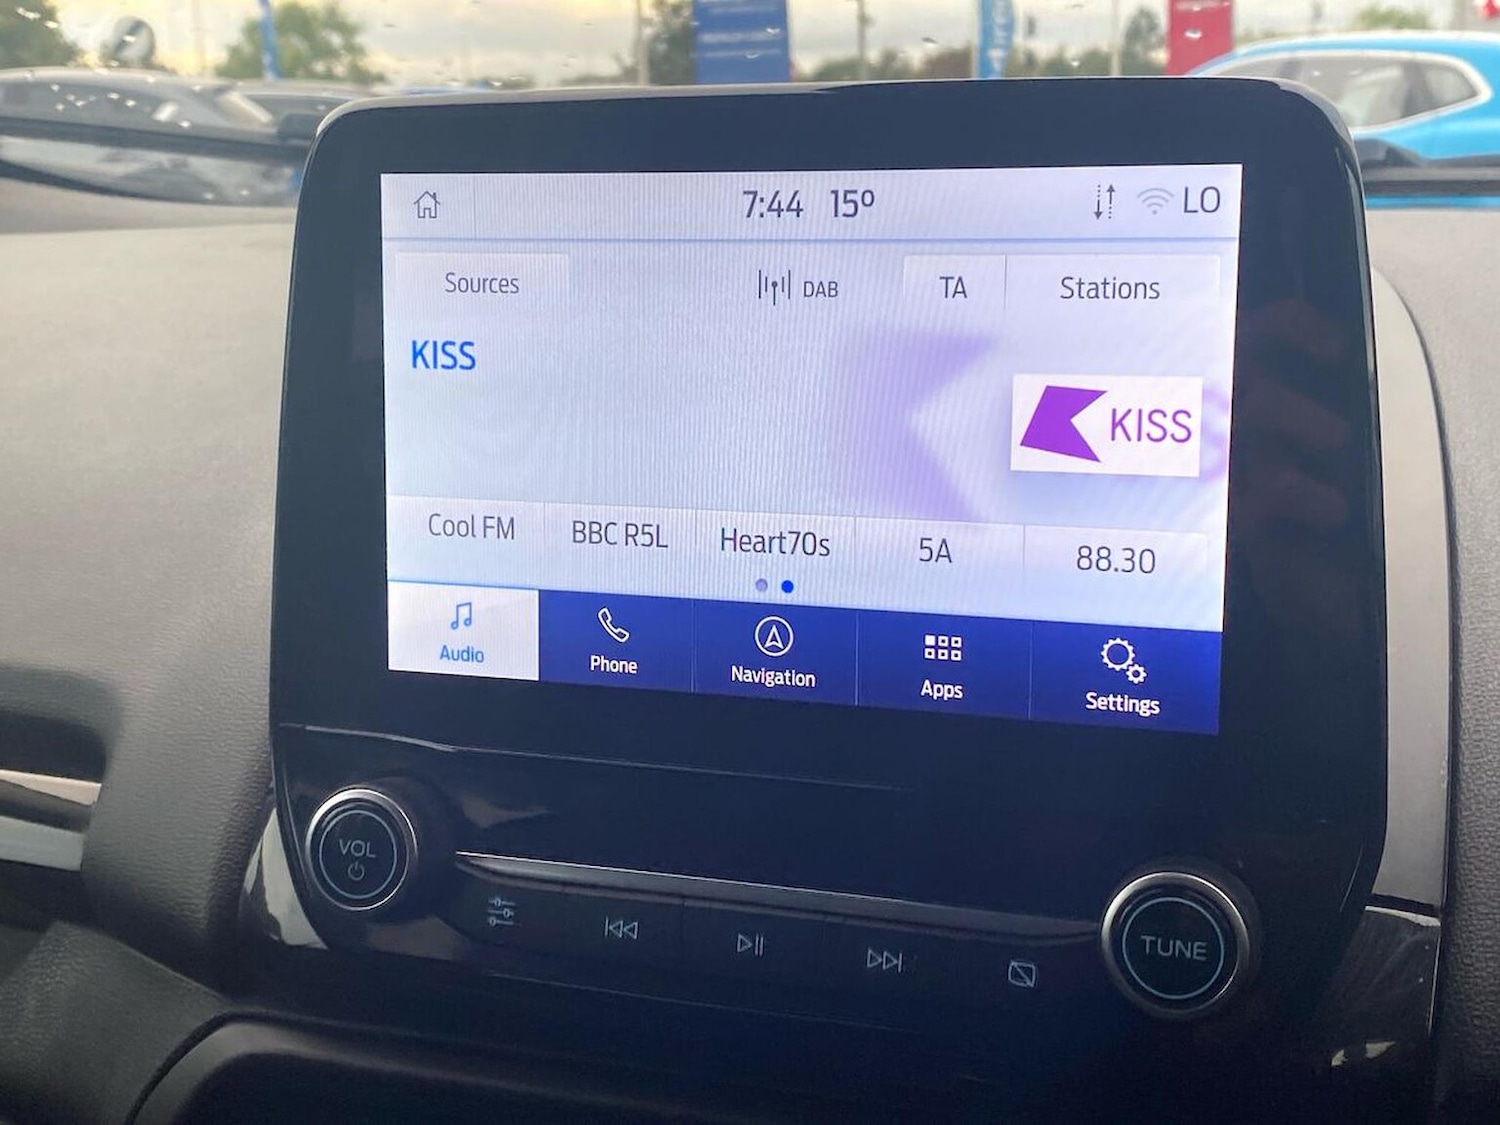 7:44 15º LO
Sources DAB TA Stations
KISS
KISS
Cool FM BBC R5L Heart70s 5A 88.30
Audio Phone Navigation Apps Settings
VOL
TUNE